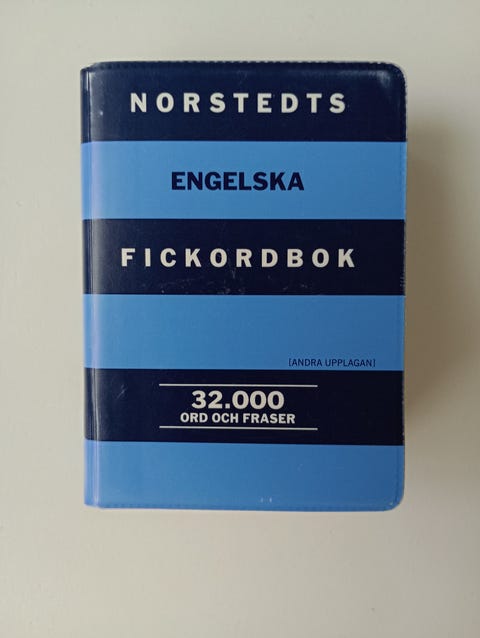 NORSTEDTS
ENGELSKA
FICKORDBOK
[ANDRA UPPLAGAN]
32.000
ORD OCH FRASER